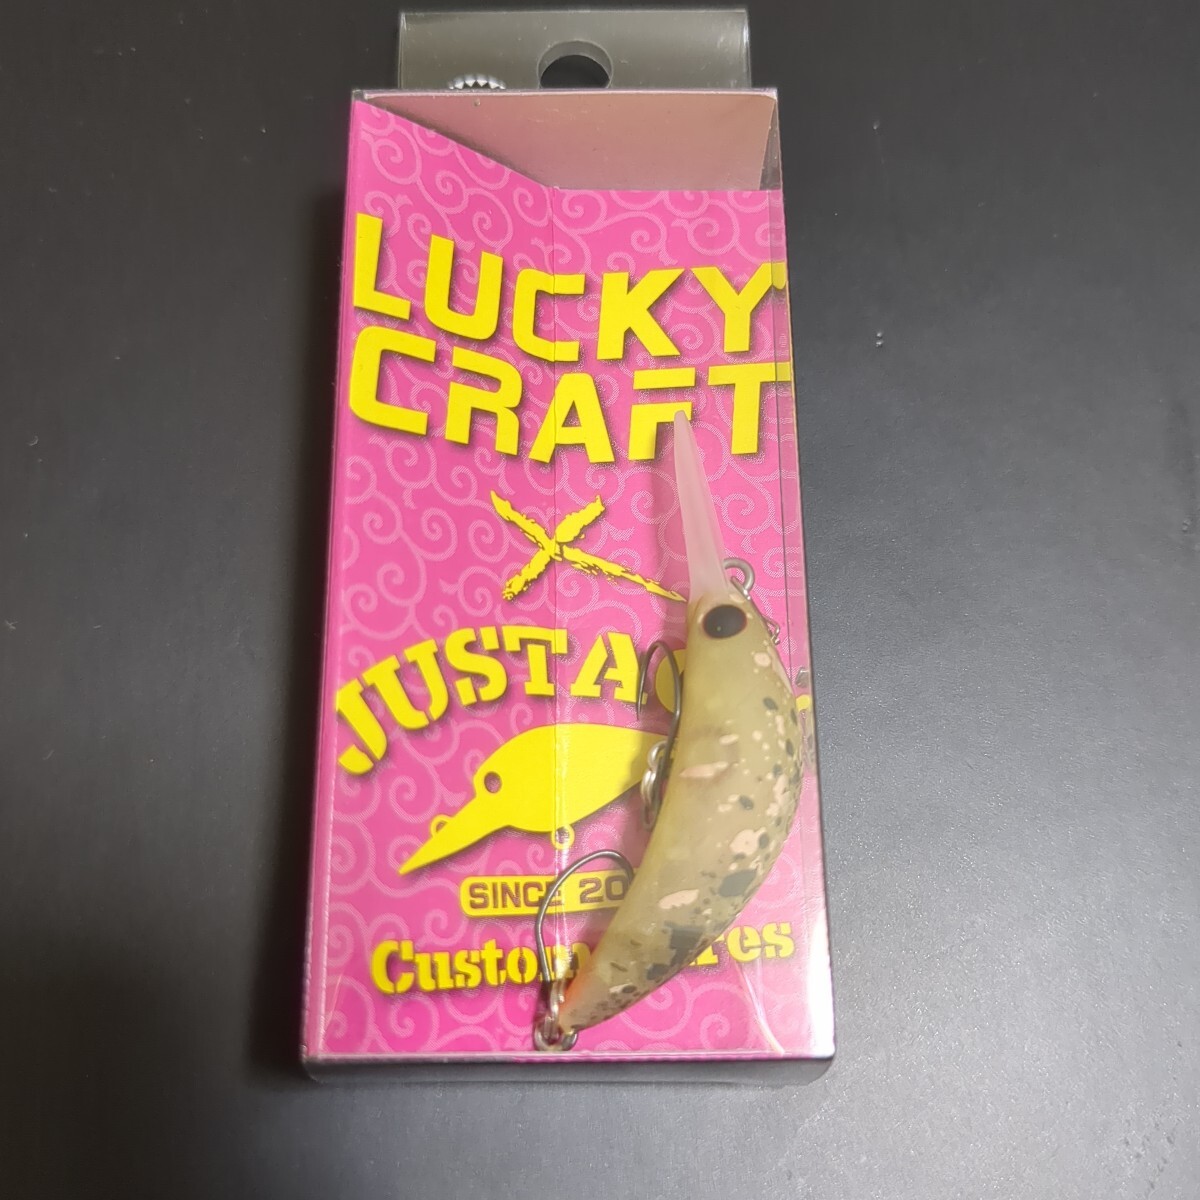 LUCKY
CRAFT
×
JUSTA
SINCE 20
Custom